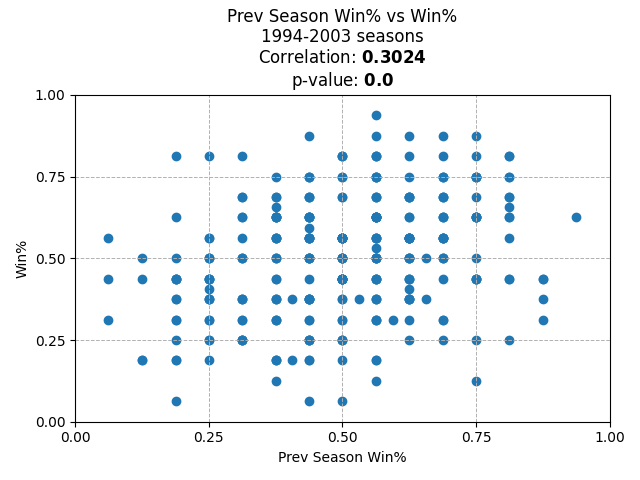 Prev Season Win% vs Win%
1994-2003 seasons
Correlation: 0.3024
p-value: 0.0
1.00
0.75
0.50
0.25
0.00
Win%
0.00 0.25 0.50 0.75 1.00
Prev Season Win%